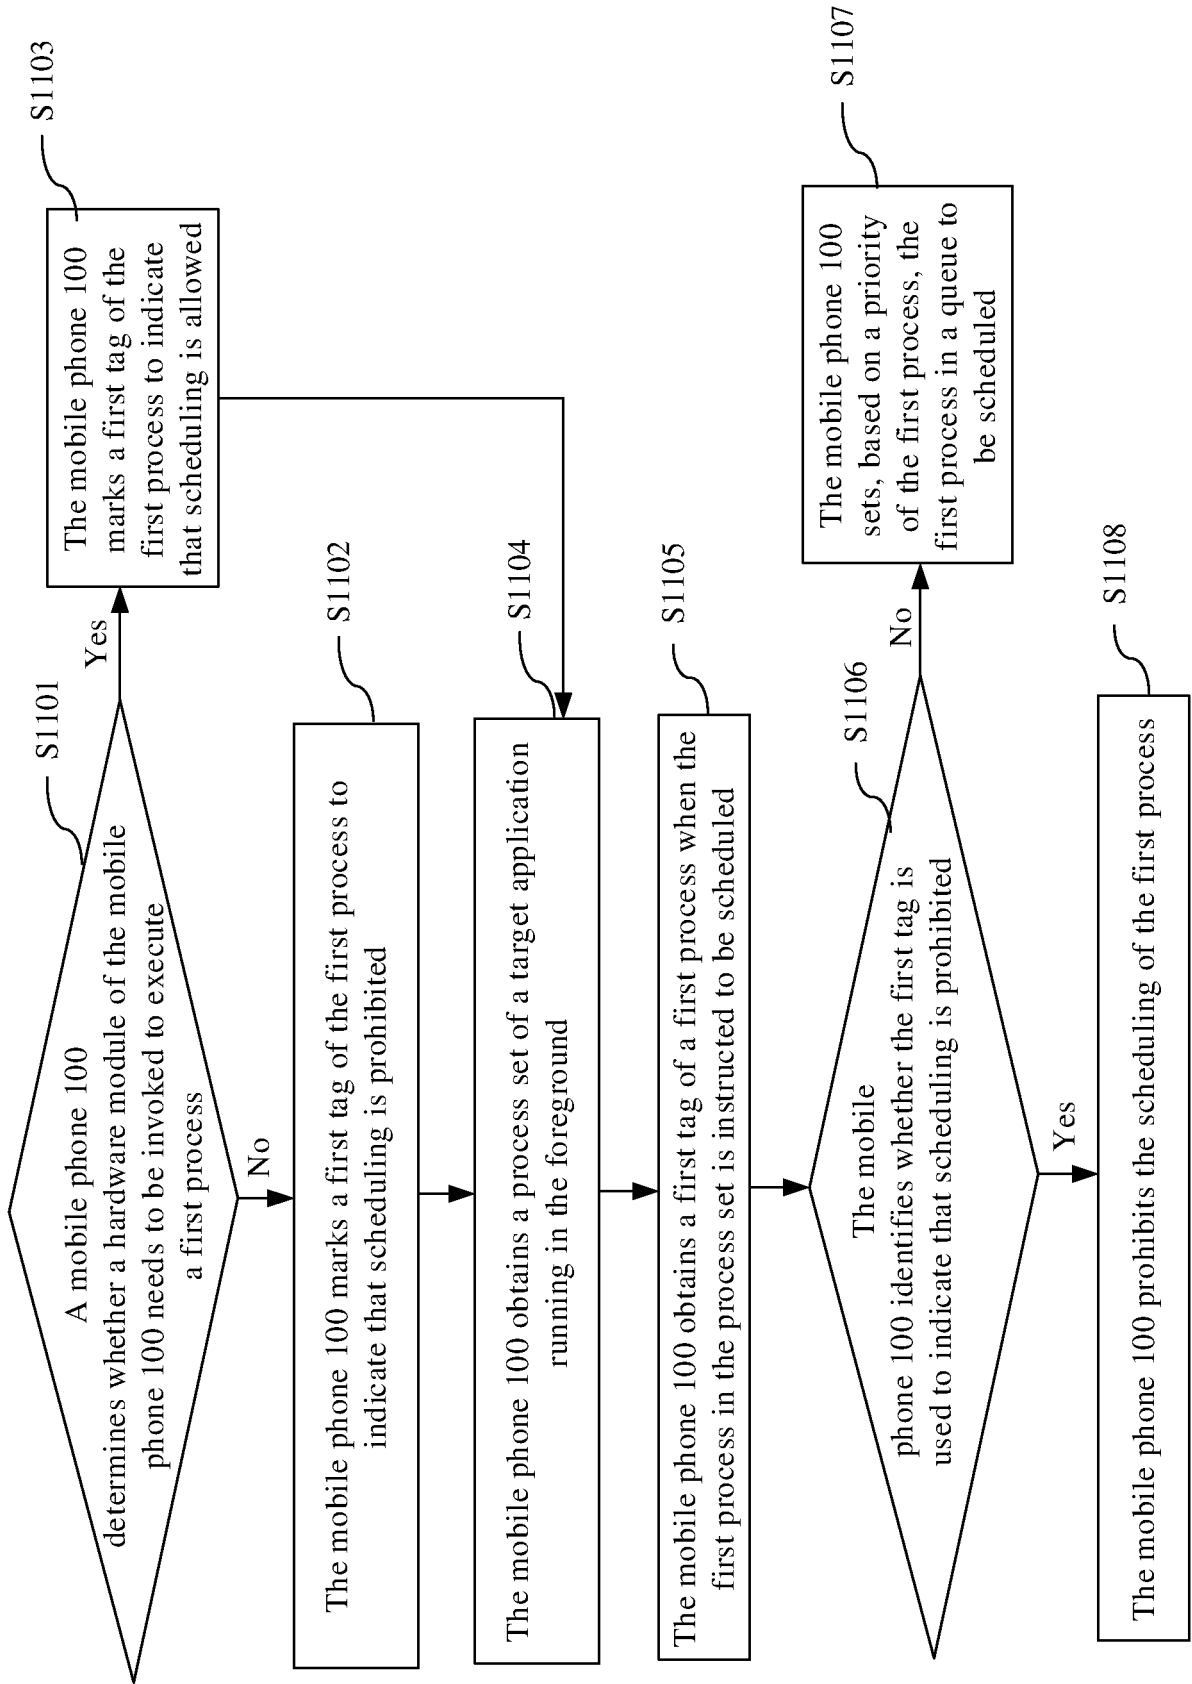 S1101
A mobile phone 100
determines whether a hardware module of the mobile
phone 100 needs to be invoked to execute
a first process
Yes
S1103
The mobile phone 100
marks a first tag of the
first process to indicate
that scheduling is allowed
No
S1102
The mobile phone 100 marks a first tag of the first process to
indicate that scheduling is prohibited
S1104
The mobile phone 100 obtains a process set of a target application
running in the foreground
S1105
The mobile phone 100 obtains a first tag of a first process when the
first process in the process set is instructed to be scheduled
S1106
The mobile
phone 100 identifies whether the first tag is
used to indicate that scheduling is prohibited
No
S1107
The mobile phone 100
sets, based on a priority
of the first process, the
first process in a queue to
be scheduled
Yes
S1108
The mobile phone 100 prohibits the scheduling of the first process